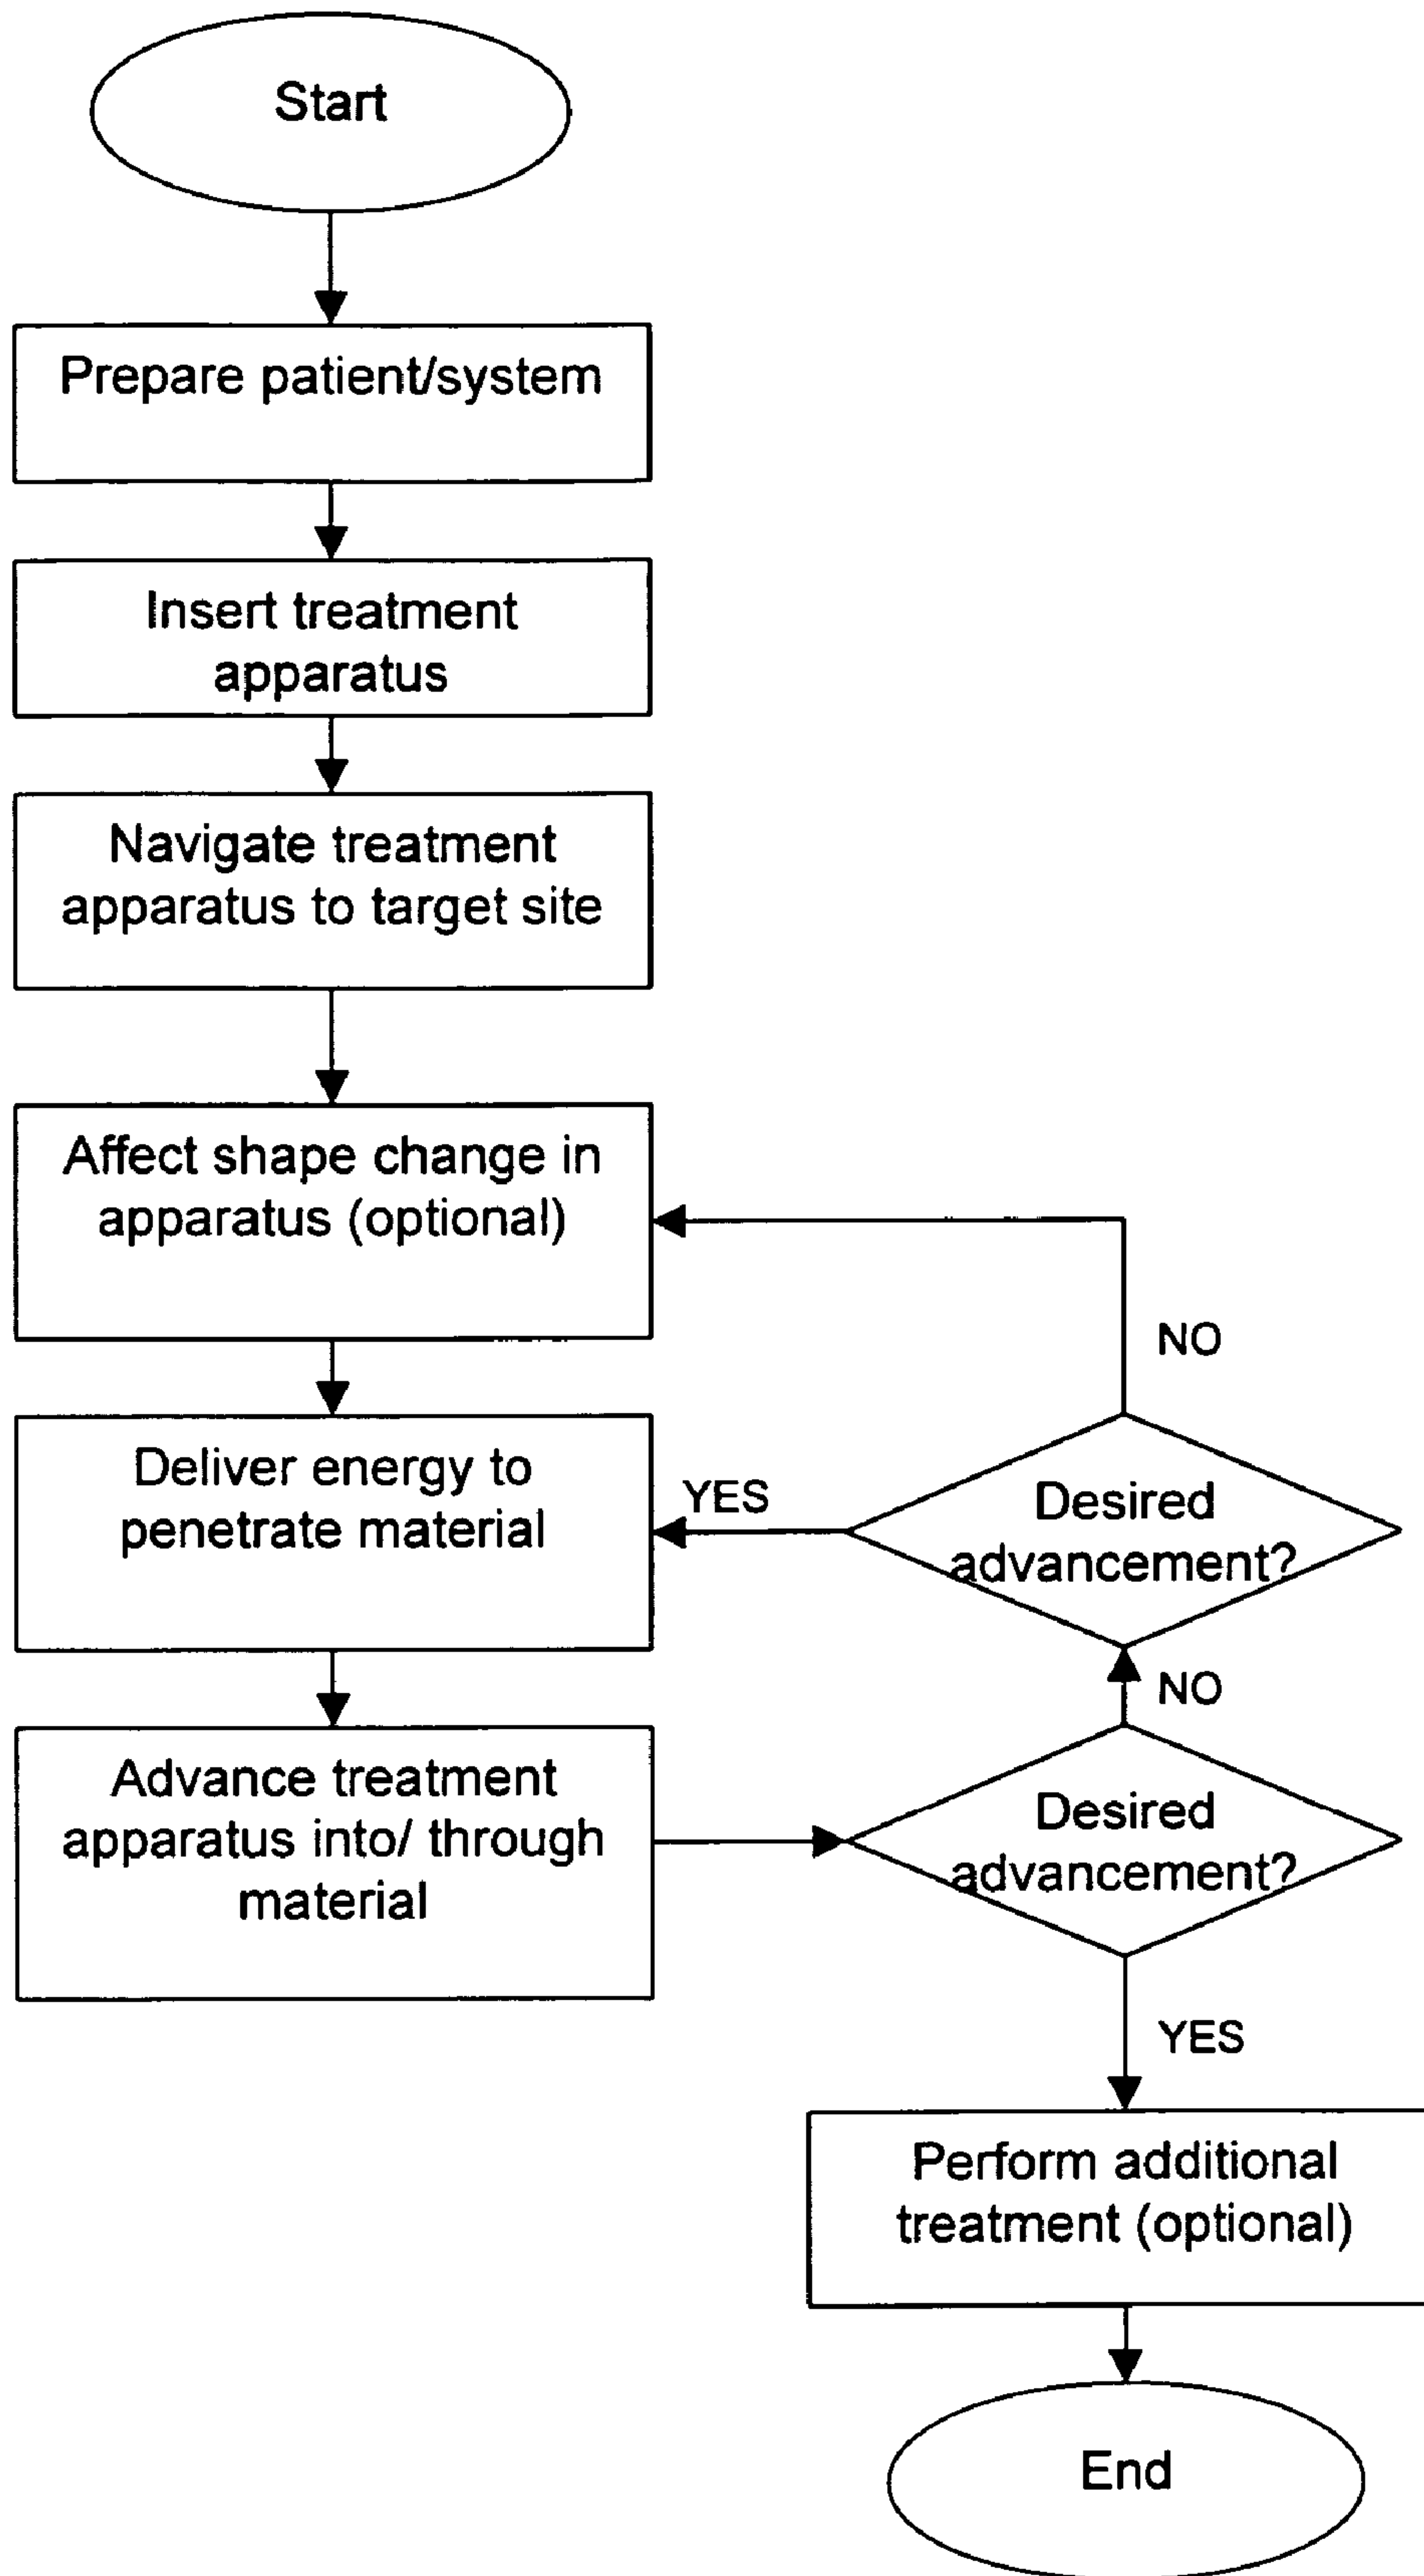 Start
Prepare patient/system
Insert treatment
apparatus
Navigate treatment
apparatus to target site
Affect shape change in
apparatus (optional)
NO
Deliver energy to
penetrate material
YES
Desired
advancement?
NO
Advance treatment
apparatus into/ through
material
Desired
advancement?
YES
Perform additional
treatment (optional)
End